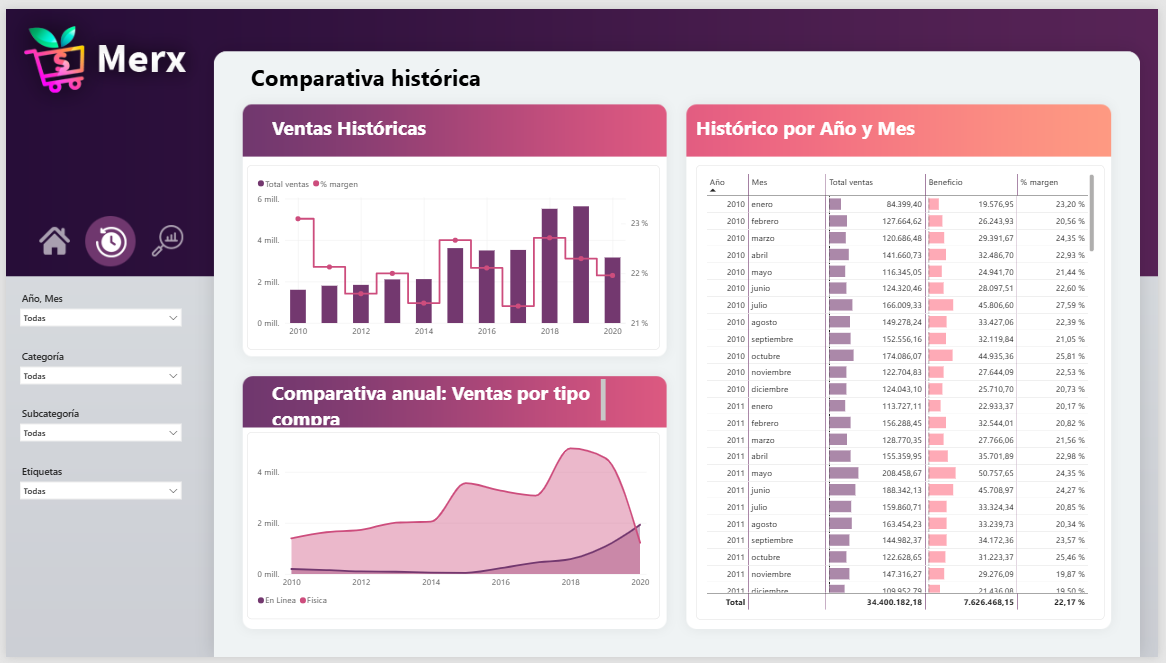 Merx
Comparativa histórica
Año, Mes
Todas
Categoría
Todas
Subcategoría
Todas
Etiquetas
Todas
Ventas Históricas
Total ventas % margen
6 mill.
4 mill.
2 mill.
0 mill.
23 %
22 %
21 %
2010 2012 2014 2016 2018 2020
Comparativa anual: Ventas por tipo
compra
4 mill.
2 mill.
0 mill.
2010 2012 2014 2016 2018 2020
En Línea Física
Histórico por Año y Mes
Año Mes Total ventas Beneficio % margen
2010 enero 84.399,40 19.576,95 23,20 %
2010 febrero 127.664,62 26.243,93 20,56 %
2010 marzo 120.686,48 29.391,67 24,35 %
2010 abril 141.660,73 32.486,70 22,93 %
2010 mayo 116.345,05 24.941,70 21,44 %
2010 junio 124.320,46 28.097,51 22,60 %
2010 julio 166.009,33 45.806,60 27,59 %
2010 agosto 149.278,24 33.427,06 22,39 %
2010 septiembre 152.556,16 32.119,84 21,05 %
2010 octubre 174.086,07 44.935,36 25,81 %
2010 noviembre 122.704,83 27.644,09 22,53 %
2010 diciembre 124.043,10 25.710,70 20,73 %
2011 enero 113.727,11 22.933,37 20,17 %
2011 febrero 156.288,45 32.544,01 20,82 %
2011 marzo 128.770,35 27.766,06 21,56 %
2011 abril 155.359,95 35.701,89 22,98 %
2011 mayo 208.458,67 50.757,65 24,35 %
2011 junio 188.342,13 45.708,97 24,27 %
2011 julio 159.860,71 33.324,34 20,85 %
2011 agosto 163.454,23 33.239,73 20,34 %
2011 septiembre 144.982,37 34.172,36 23,57 %
2011 octubre 122.628,65 31.223,37 25,46 %
2011 noviembre 147.316,27 29.276,09 19,87 %
2011 diciembre 109.952,79 21.436,08 19,50 %
Total 34.400.182,18 7.626.468,15 22,17 %